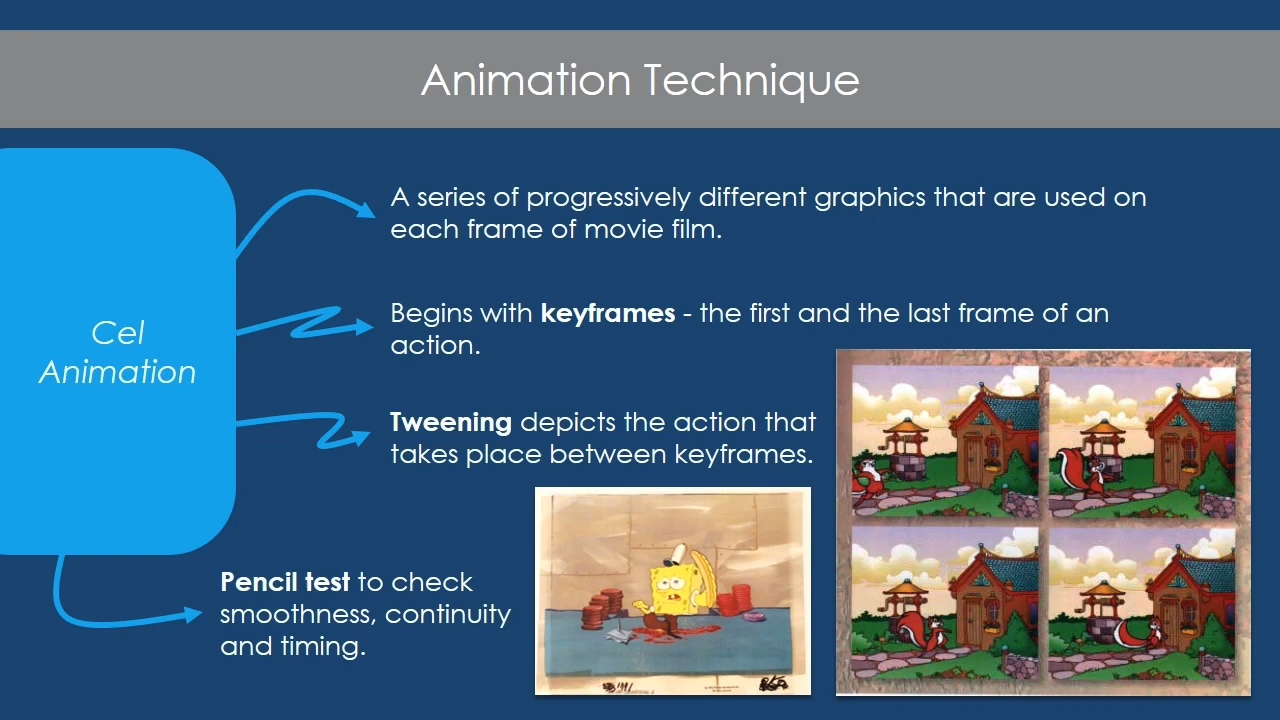 Animation Technique
A series of progressively different graphics that are used on
each frame of movie film.
Begins with keyframes - the first and the last frame of an
action.
Cel
Animation
Tweening depicts the action that
takes place between keyframes.
Pencil test to check
smoothness, continuity
and timing.